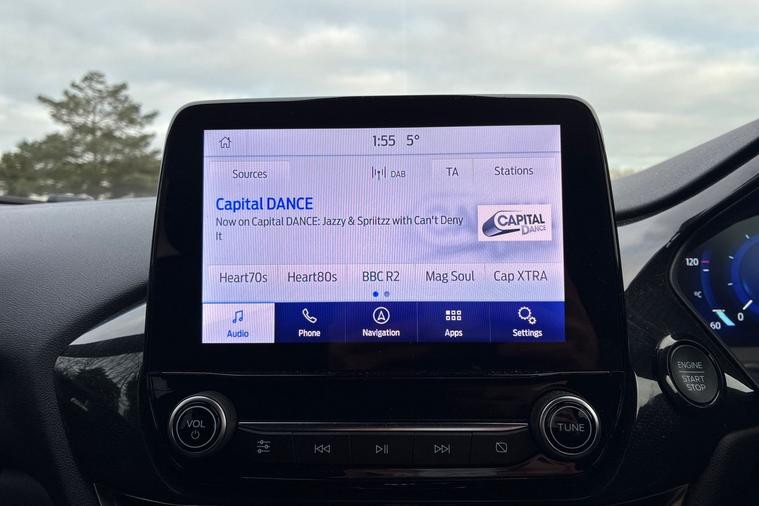 1:55 5°
Sources DAB TA Stations
Capital DANCE
Now on Capital DANCE: Jazzy & Spriitzz with Can't Deny
It
CAPITAL
DANCE
Heart70s Heart80s BBC R2 Mag Soul Cap XTRA
Audio Phone Navigation Apps Settings
120
°C
60
0
ENGINE
START
STOP
VOL
TUNE